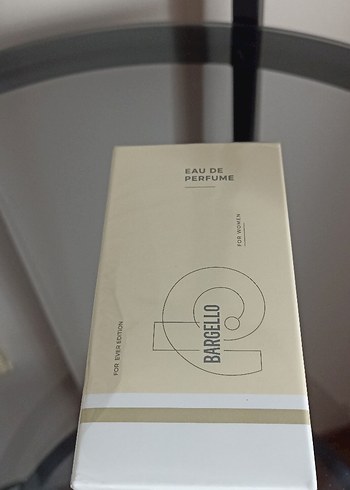 EAU DE
PERFUME
FOR WOMEN
BARGELLO
FOR EVER EDITION